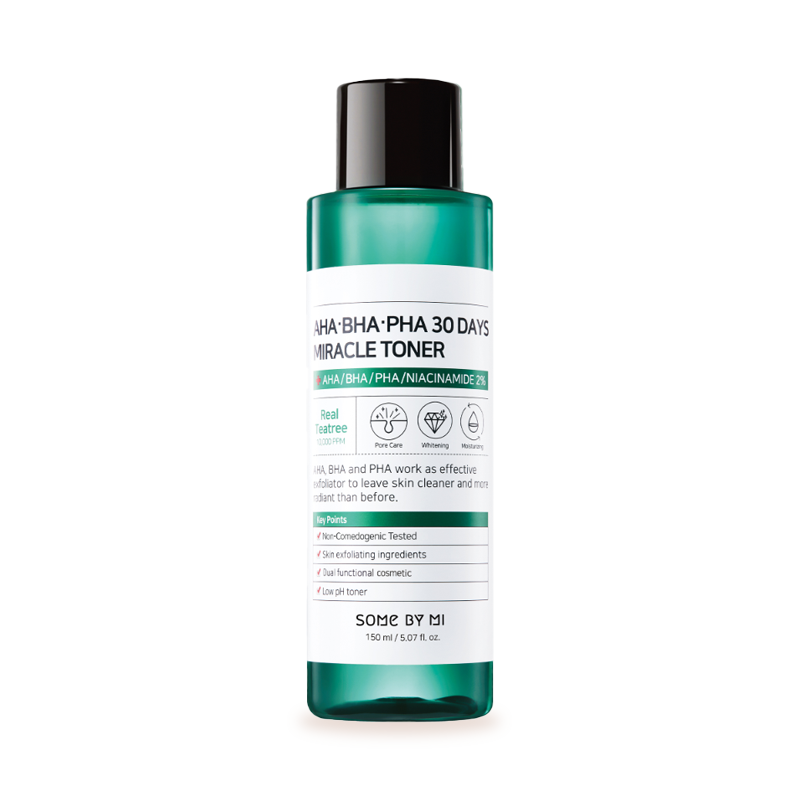 AHA·BHA·PHA 30 DAYS
MIRACLE TONER
+ AHA/BHA/PHA/NIACINAMIDE 2%
Real
Teatree
10,000 PPM
Pore Care
Whitening
Moisturizing
AHA, BHA and PHA work as effective
exfoliator to leave skin cleaner and more
radiant than before.
Key Points
Non-Comedogenic Tested
Skin exfoliating ingredients
Dual functional cosmetic
Low pH toner
SOME BY MI
150 ml / 5.07 fl. oz.